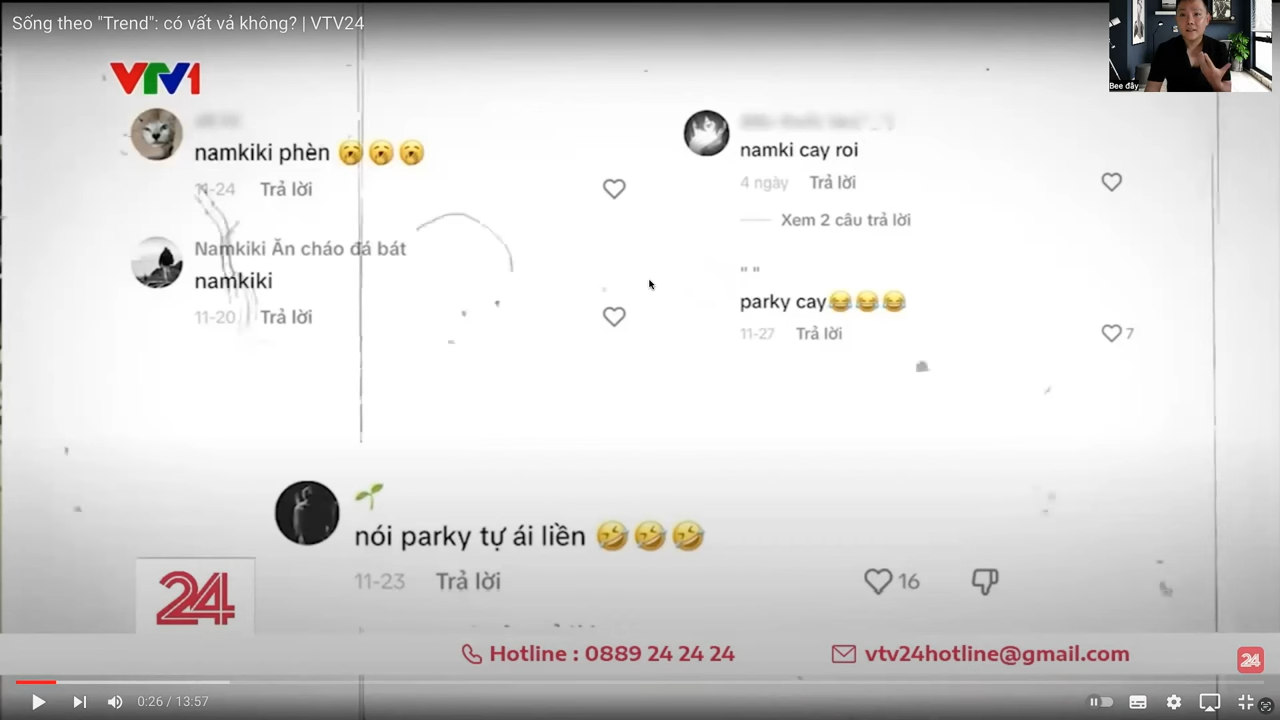 Sống theo "Trend": có vất vả không? | VTV24
Bee đây
VTV1
namkiki phèn 🥱🥱🥱
11-24 Trả lời
Namkiki Ăn cháo đá bát
namkiki
11-20 Trả lời
namki cay roi
4 ngày Trả lời
Xem 2 câu trả lời
" "
parky cay😂😂😂
11-27 Trả lời
7
🌱
nói parky tự ái liền 🤣🤣🤣
11-23 Trả lời
16
24
Hotline : 0889 24 24 24
vtv24hotline@gmail.com
24
0:26 / 13:57